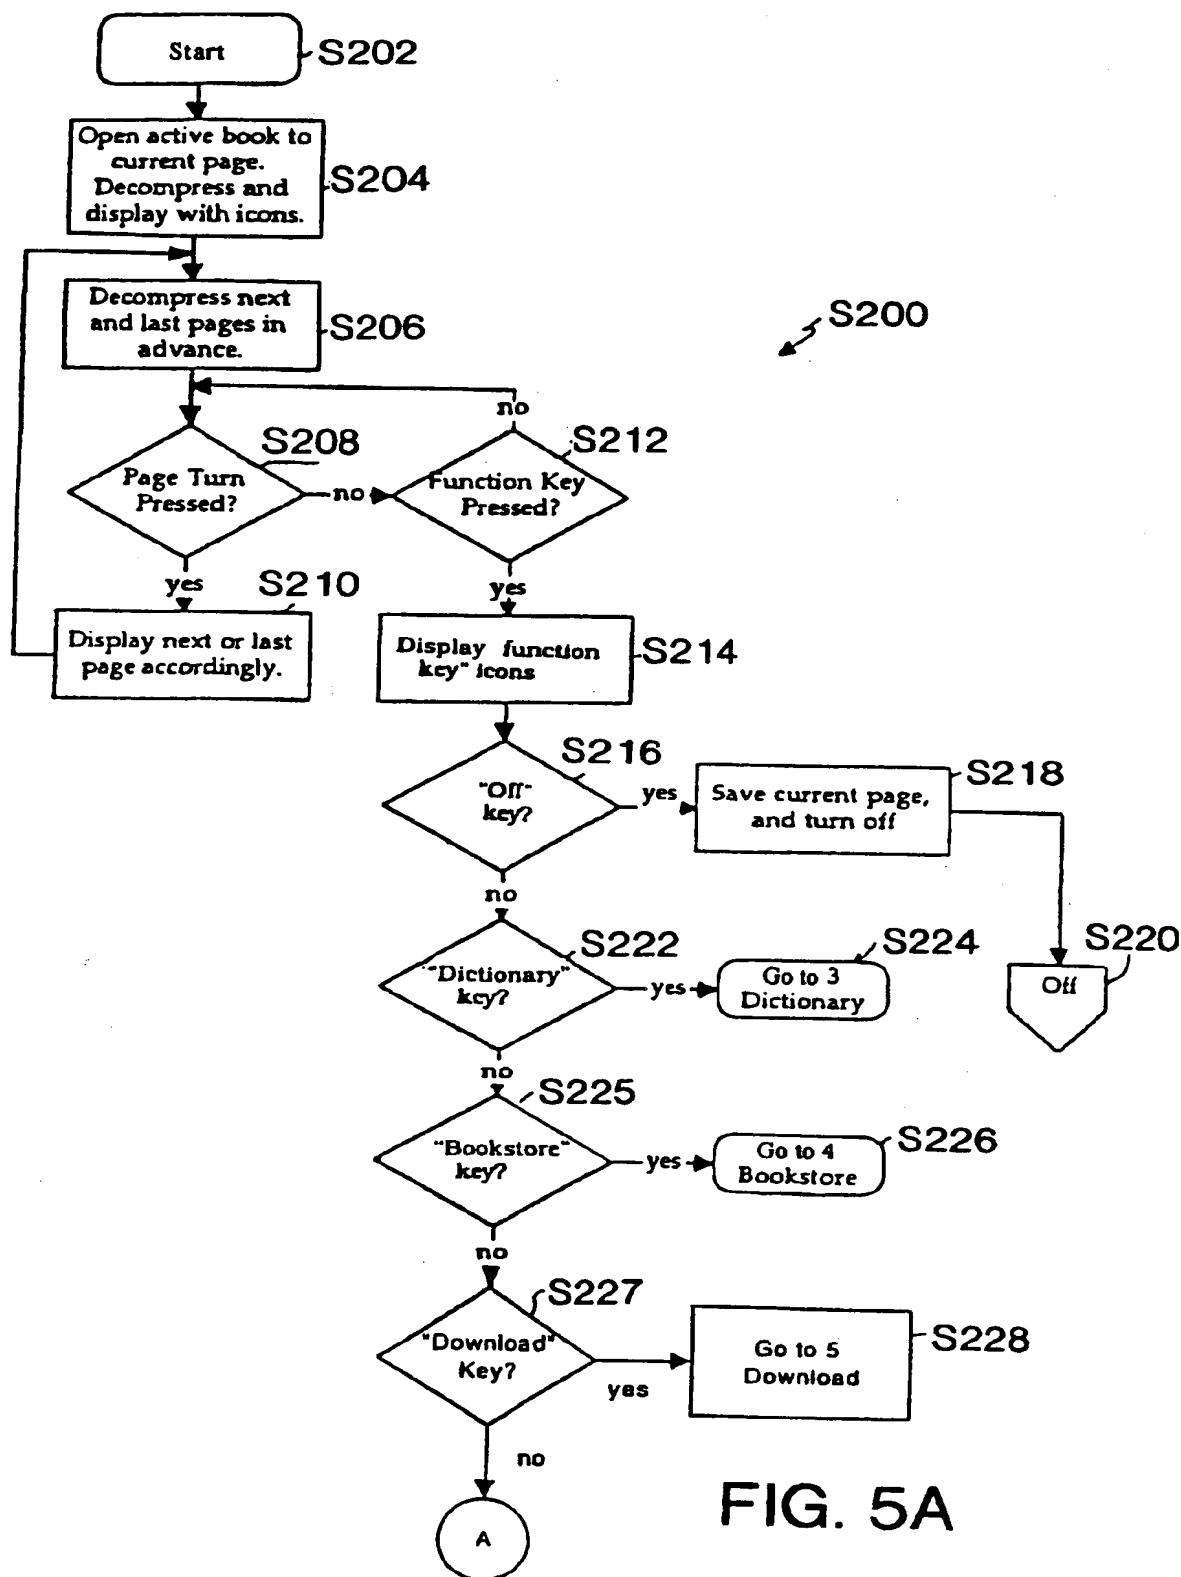 Start
S202
Open active book to
current page.
Decompress and
display with icons.
S204
Decompress next
and last pages in
advance.
S206
S200
no
S208
S212
Page Turn
Pressed?
no
Function Key
Pressed?
yes
S210
yes
Display next or last
page accordingly.
Display function
key" icons
S214
S216
"Off"
key?
yes
Save current page,
and turn off
S218
no
S222
"Dictionary"
key?
yes
Go to 3
Dictionary
S224
S220
Off
no
S225
"Bookstore"
key?
yes
Go to 4
Bookstore
S226
no
S227
"Download"
Key?
yes
Go to 5
Download
S228
no
A
FIG. 5A